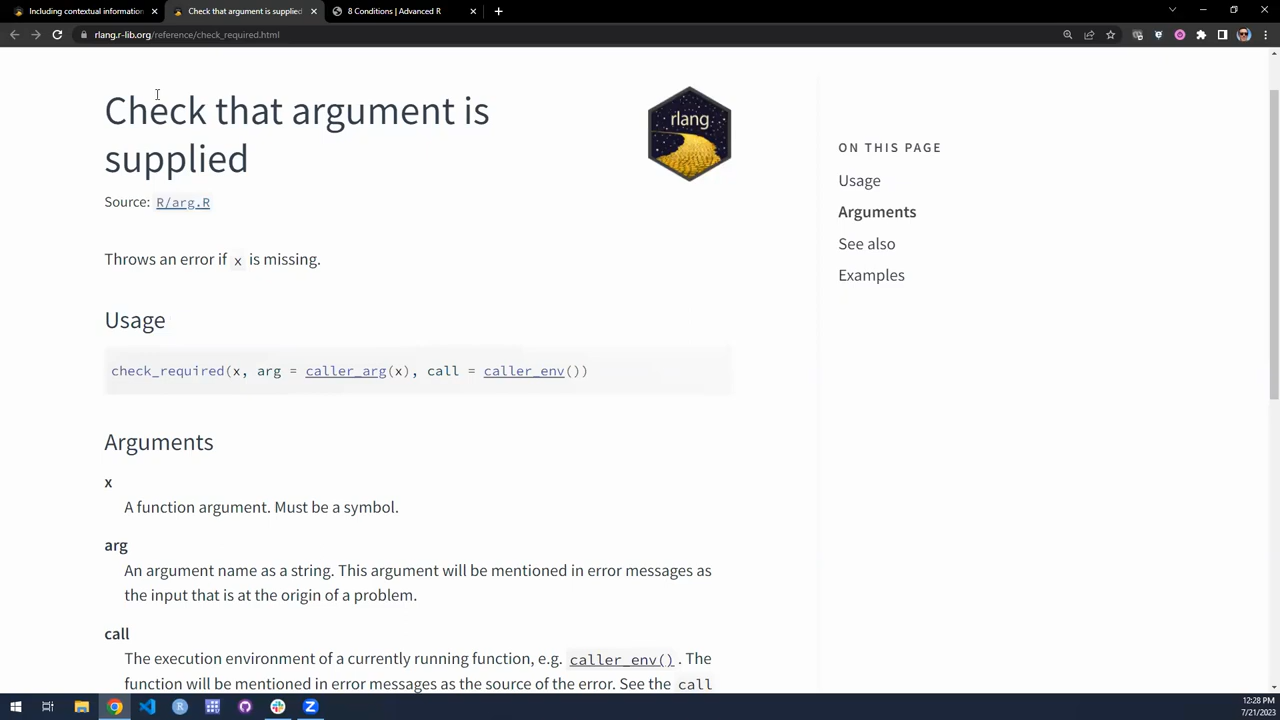 Including contextual information
Check that argument is supplied
8 Conditions | Advanced R
rlang.r-lib.org/reference/check_required.html
Check that argument is
supplied
rlang
Source: R/arg.R
Throws an error if x is missing.
Usage
check_required(x, arg = caller_arg(x), call = caller_env())
Arguments
x
A function argument. Must be a symbol.
arg
An argument name as a string. This argument will be mentioned in error messages as
the input that is at the origin of a problem.
call
The execution environment of a currently running function, e.g. caller_env(). The
function will be mentioned in error messages as the source of the error. See the call
ON THIS PAGE
Usage
Arguments
See also
Examples
12:28 PM
7/21/2023